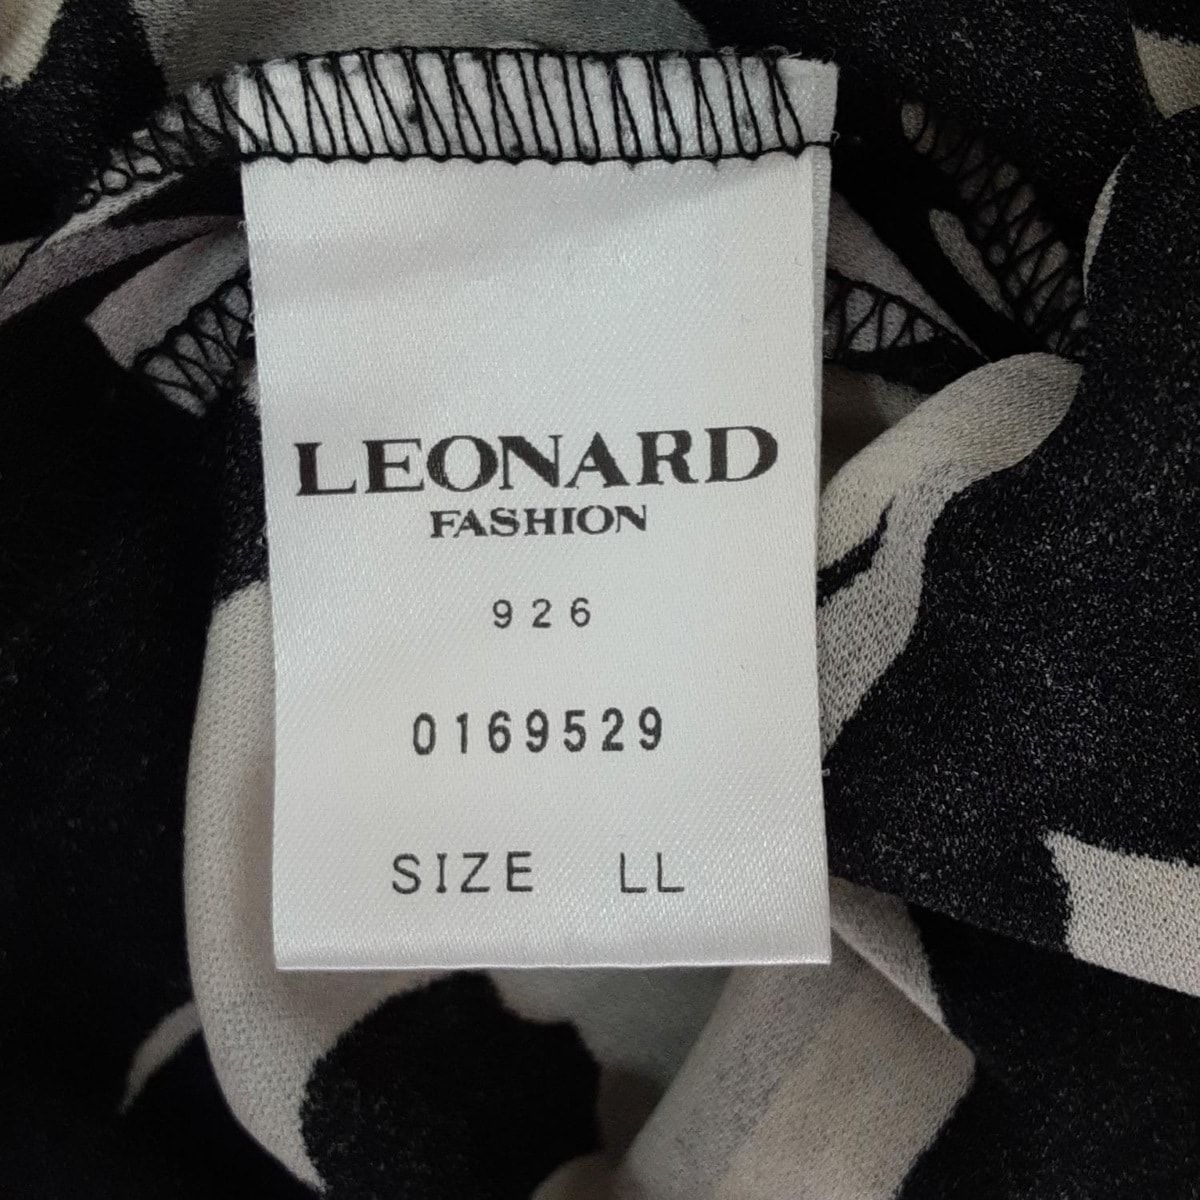 LEONARD
FASHION
926
0169529
SIZE LL